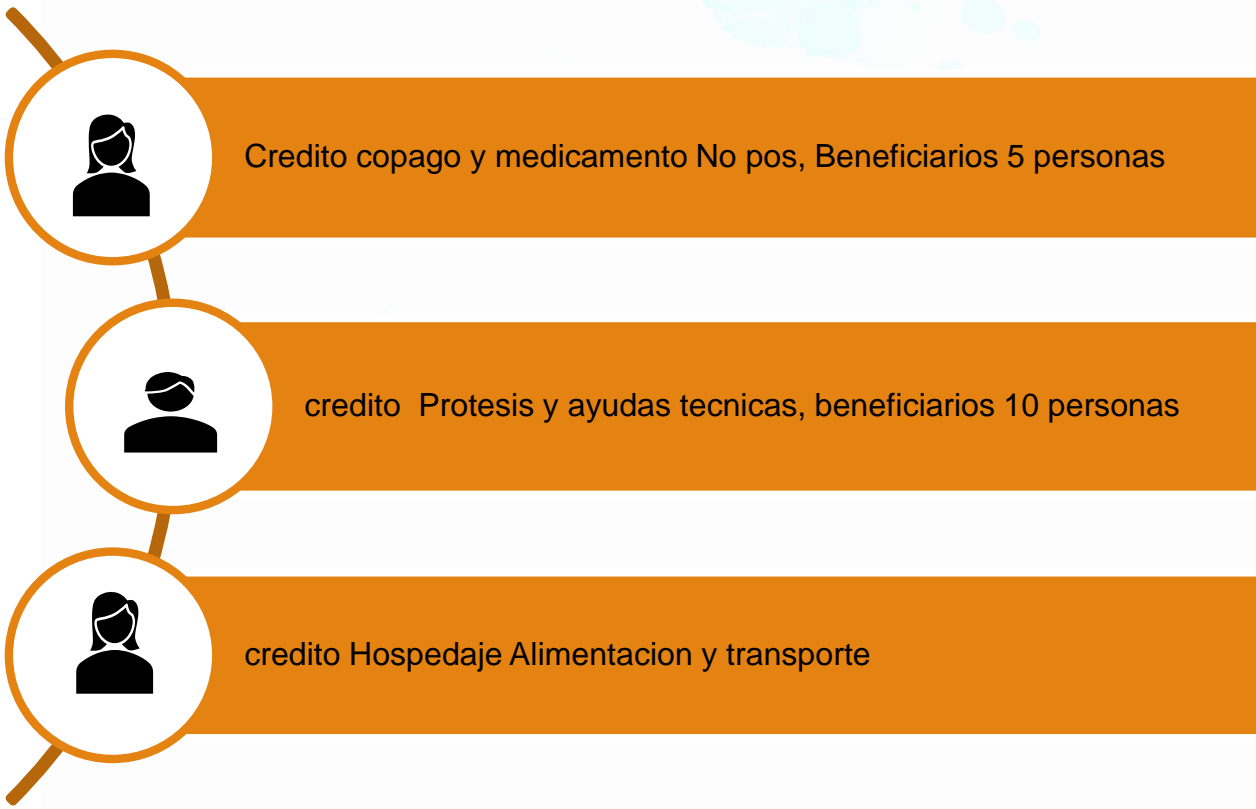 Credito copago y medicamento No pos, Beneficiarios 5 personas
credito Protesis y ayudas tecnicas, beneficiarios 10 personas
credito Hospedaje Alimentacion y transporte